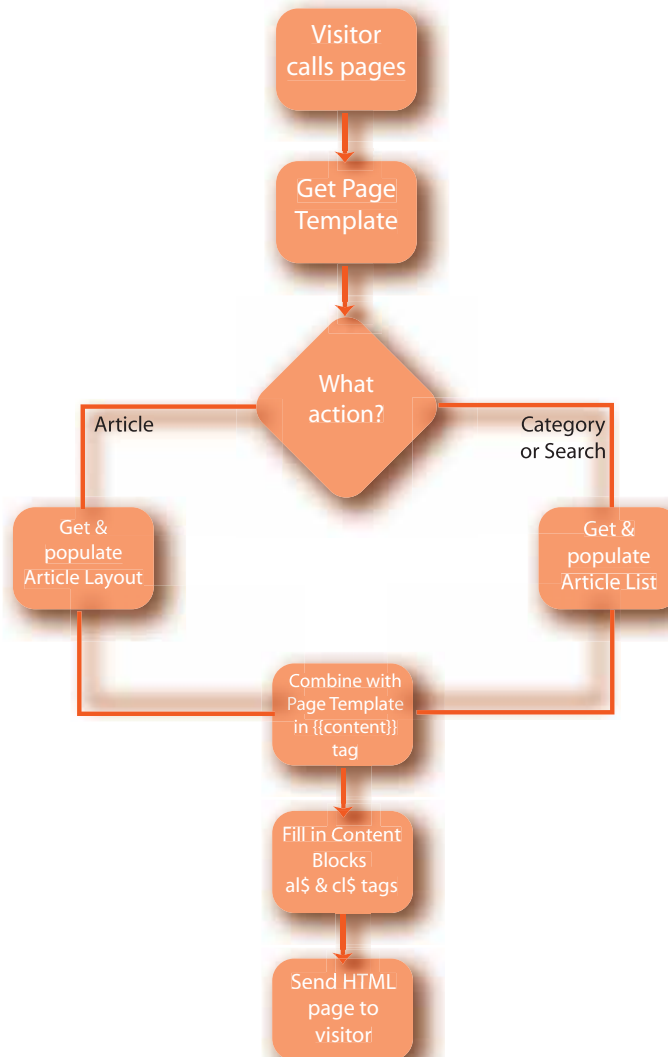 Visitor
calls pages
Get Page
Template
What
action?
Article
Category
or Search
Get &
populate
Article Layout
Get &
populate
Article List
Combine with
Page Template
in {{content}}
tag
Fill in Content
Blocks
al$ & cl$ tags
Send HTML
page to
visitor